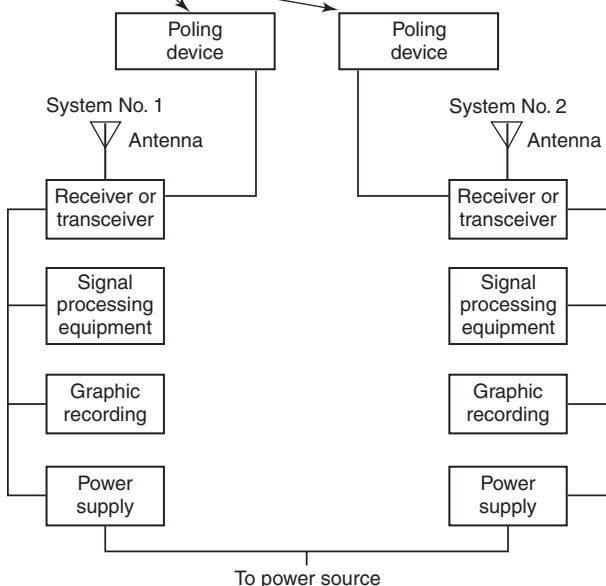 Poling
device
Poling
device
System No. 1
Antenna
System No. 2
Antenna
Receiver or
transceiver
Receiver or
transceiver
Signal
processing
equipment
Signal
processing
equipment
Graphic
recording
Graphic
recording
Power
supply
Power
supply
To power source